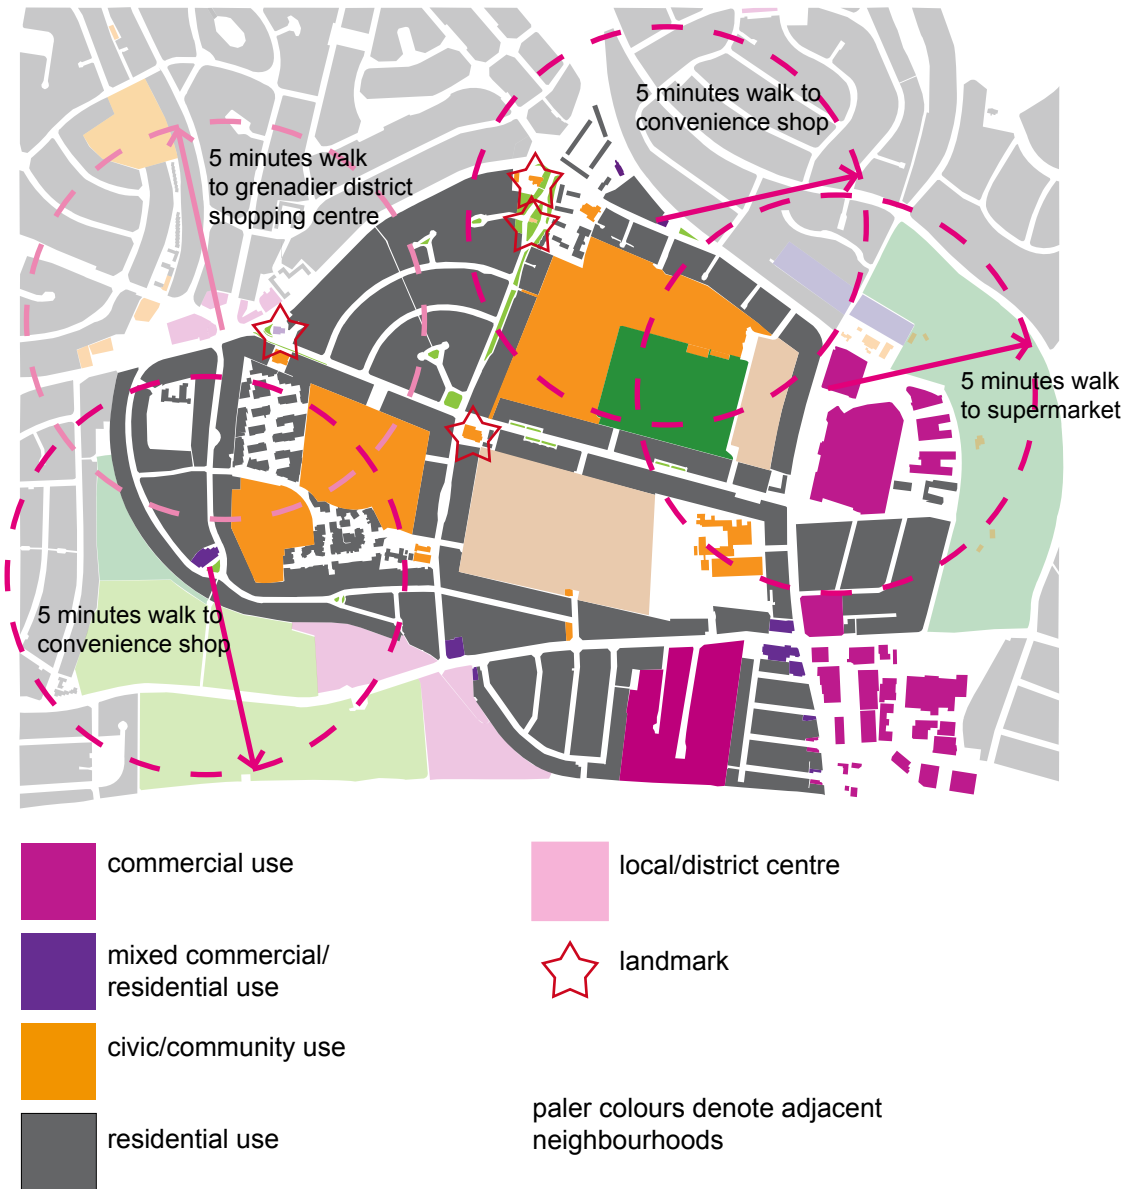 5 minutes walk to
convenience shop
5 minutes walk
to grenadier district
shopping centre
5 minutes walk
to supermarket
5 minutes walk to
convenience shop
commercial use
mixed commercial/
residential use
civic/community use
residential use
local/district centre
landmark
paler colours denote adjacent
neighbourhoods